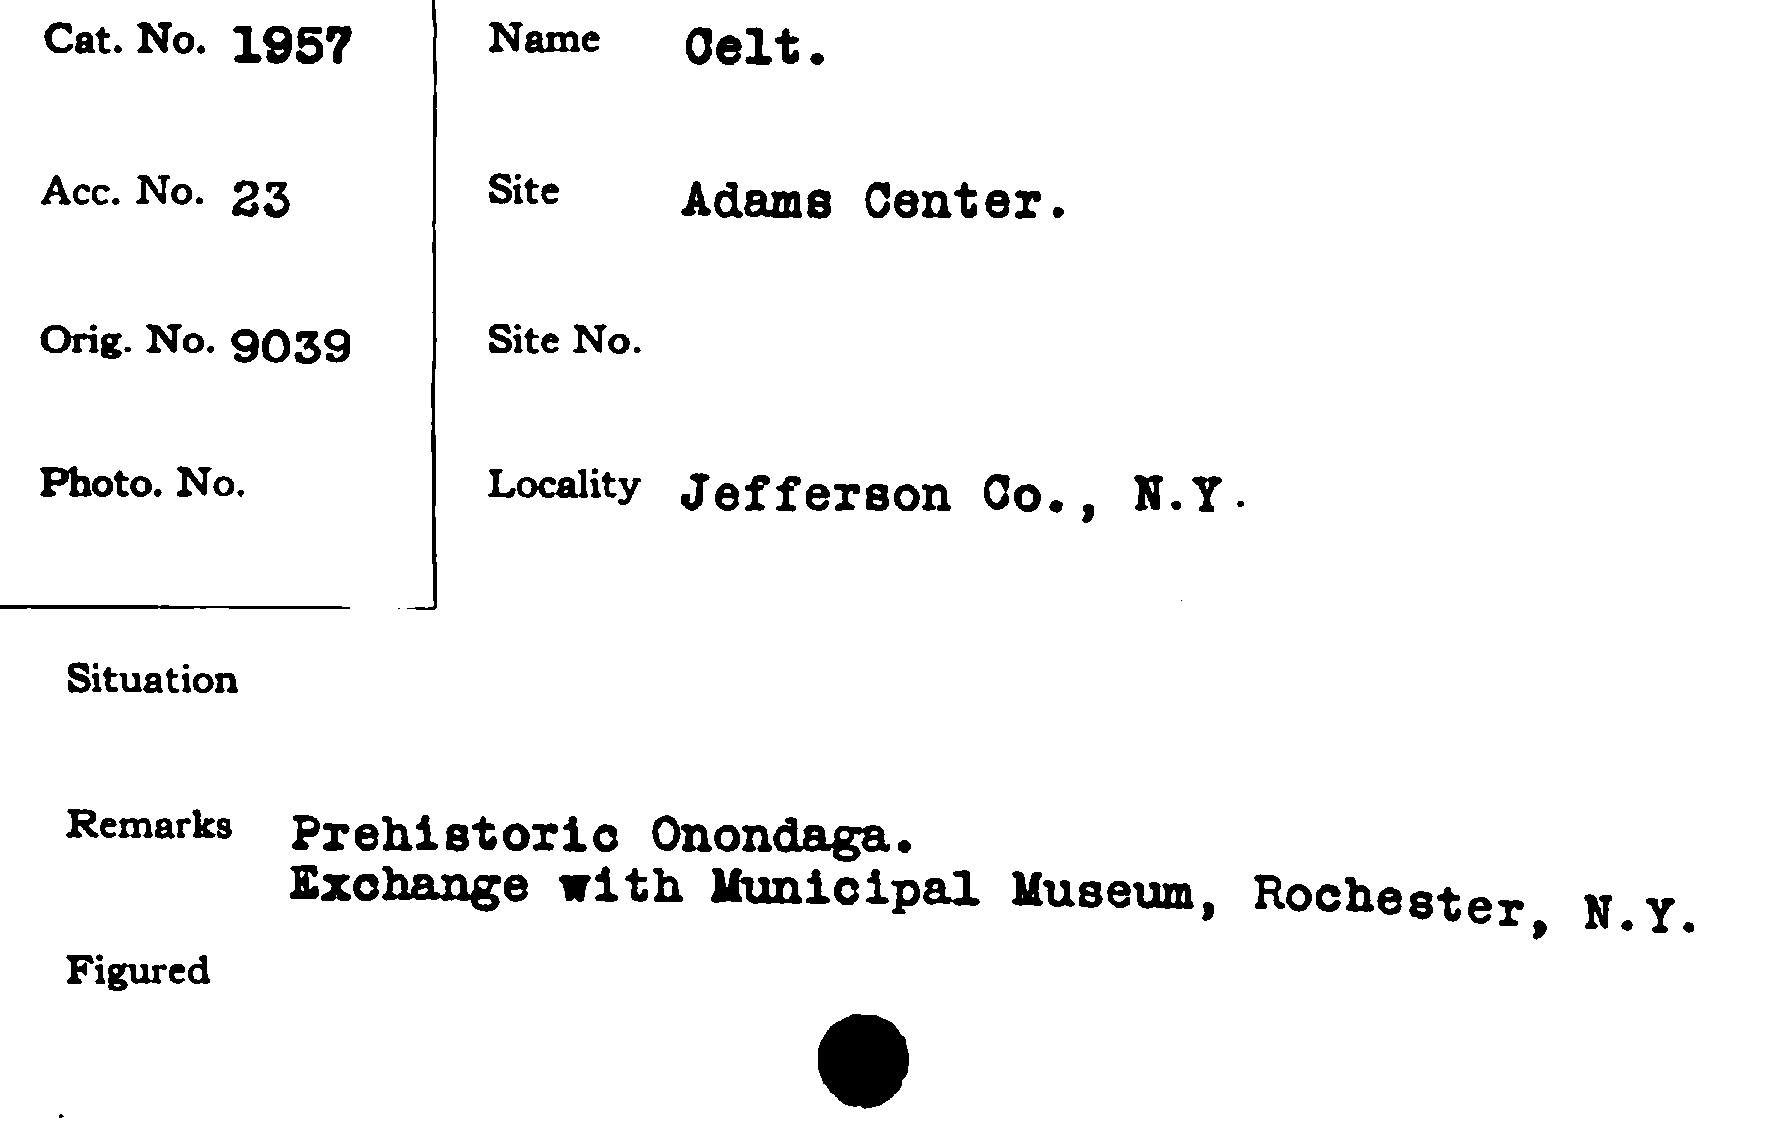 Cat. No. 1957
Name Celt.
Acc. No. 23
Site Adams Center.
Orig. No. 9039
Site No.
Photo. No.
Locality Jefferson Co., N.Y.
Situation
Remarks Prehistoric Onondaga.
Exchange with Municipal Museum, Rochester, N.Y.
Figured